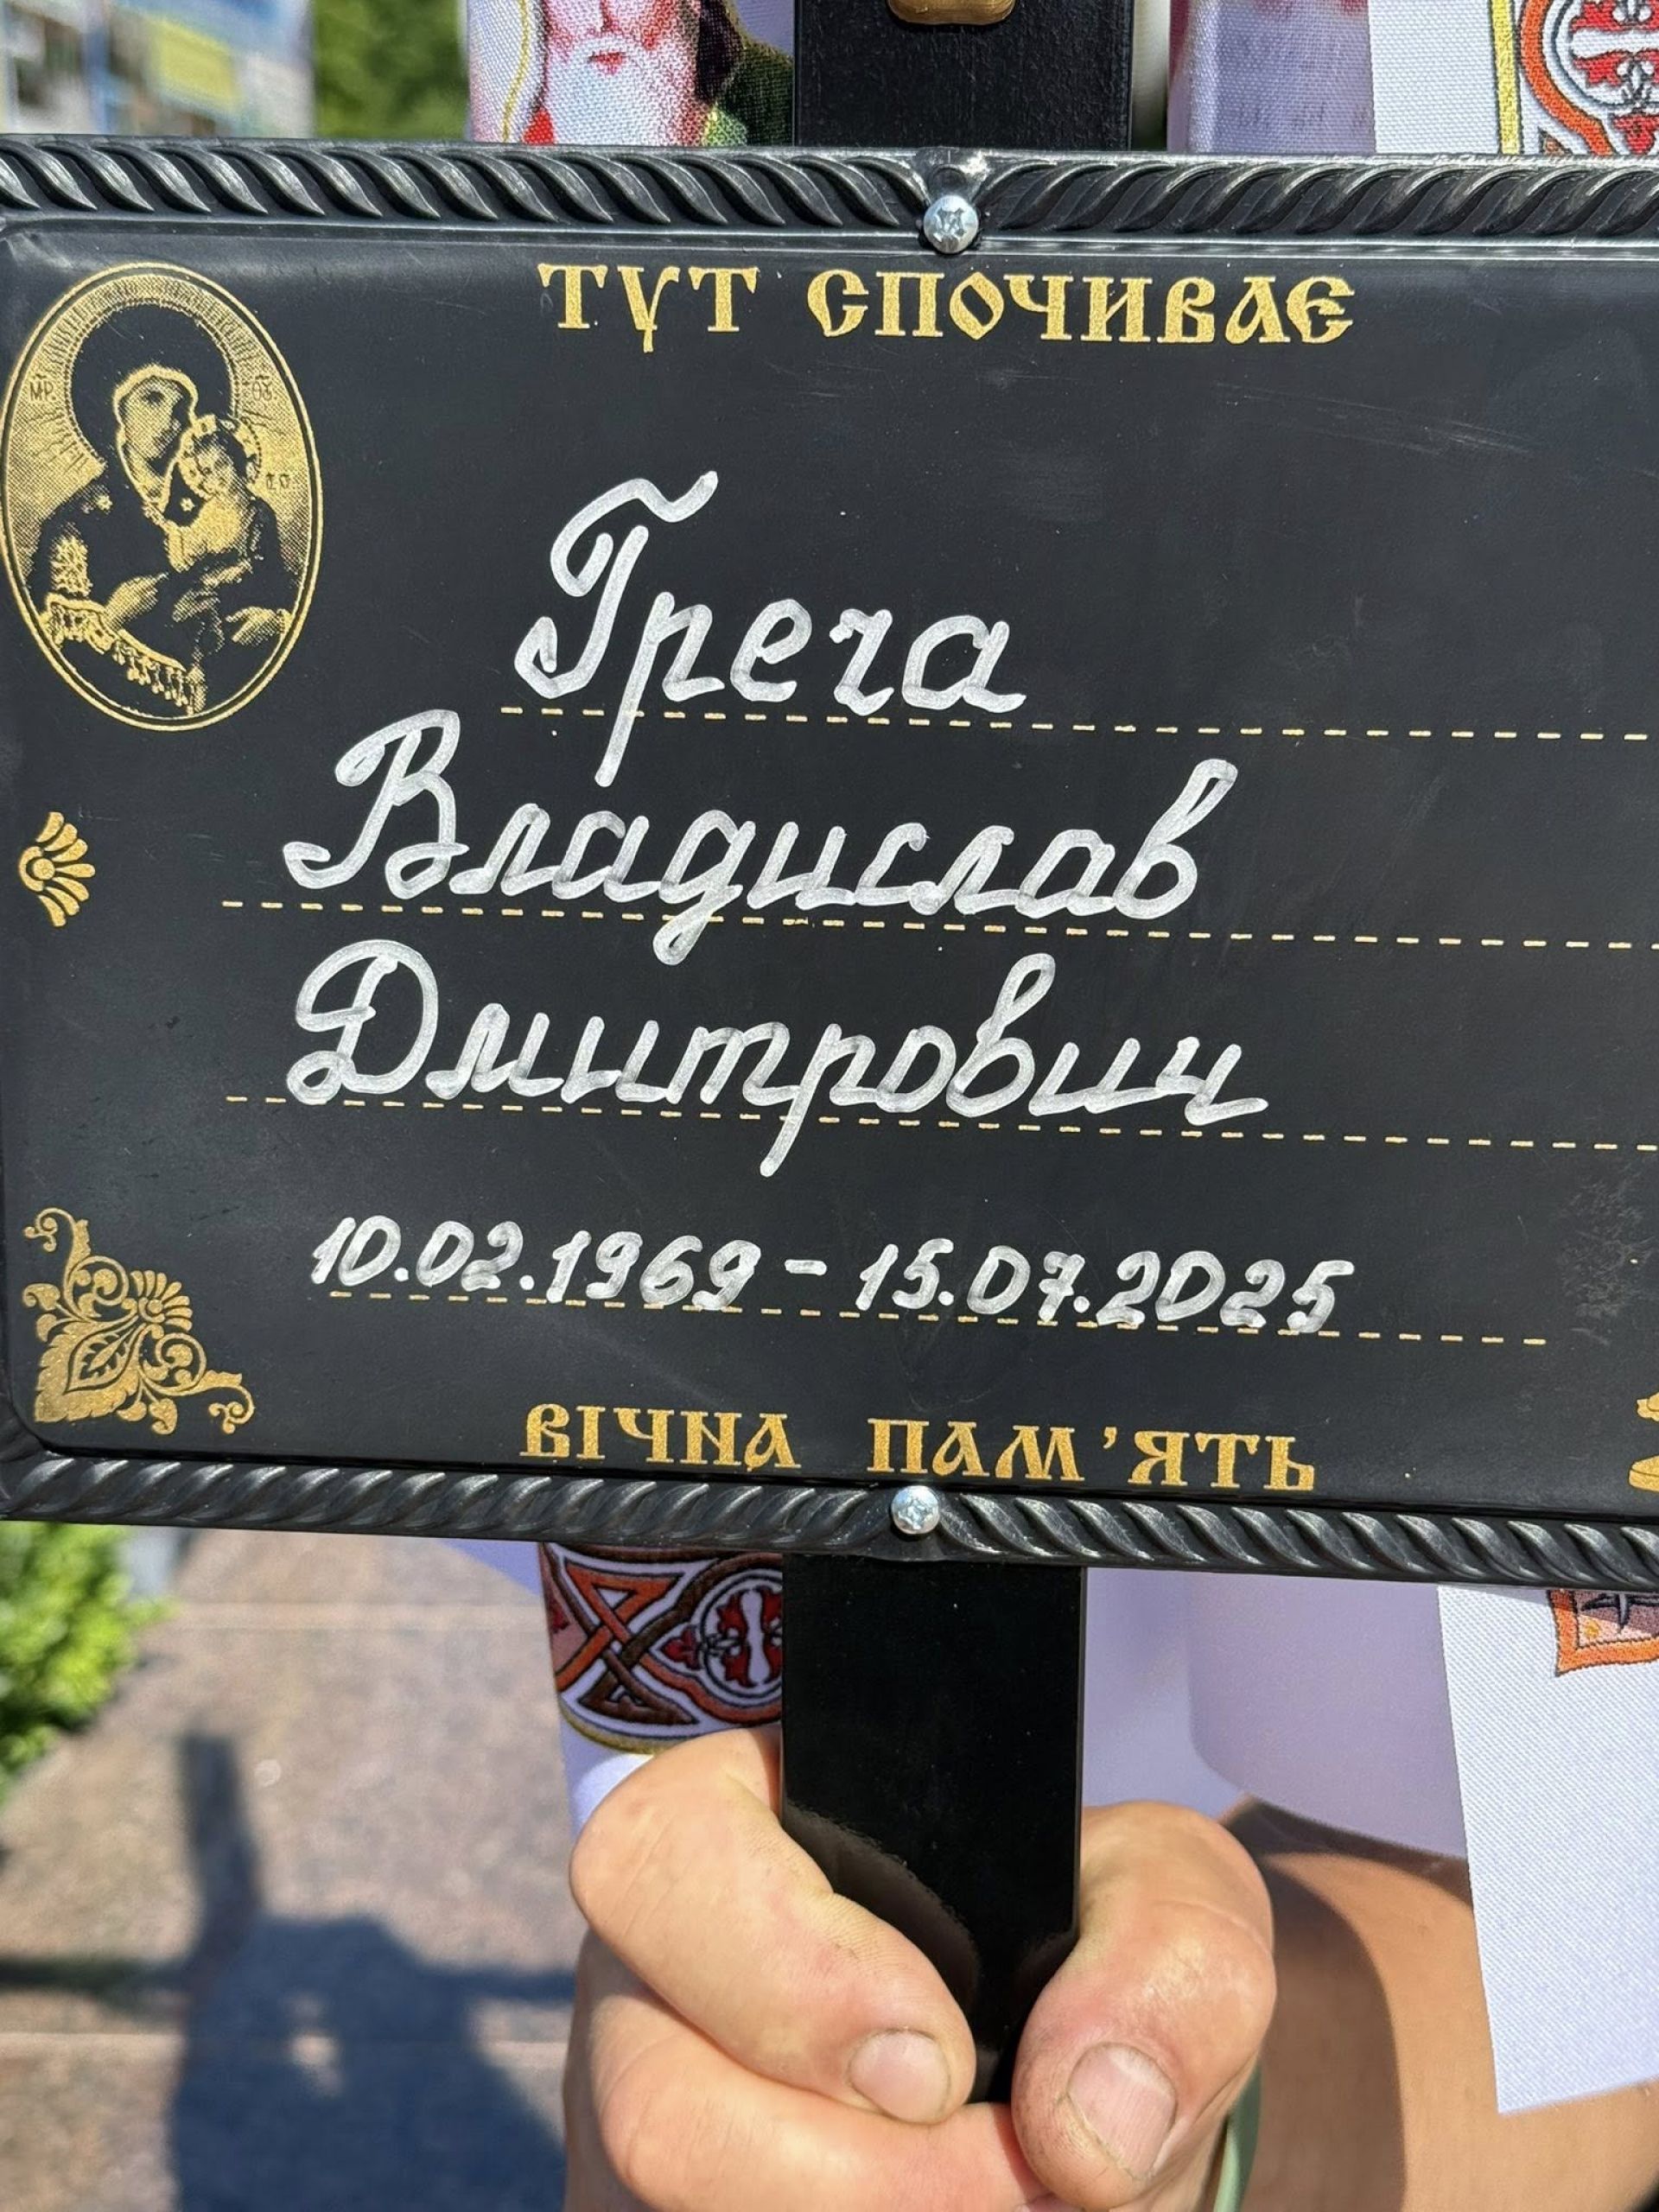 ТУТ СПОЧИВАЄ
Греча
Владислав
Дмитрович
10.02.1969 - 15.07.2025
ВІЧНА ПАМ'ЯТЬ